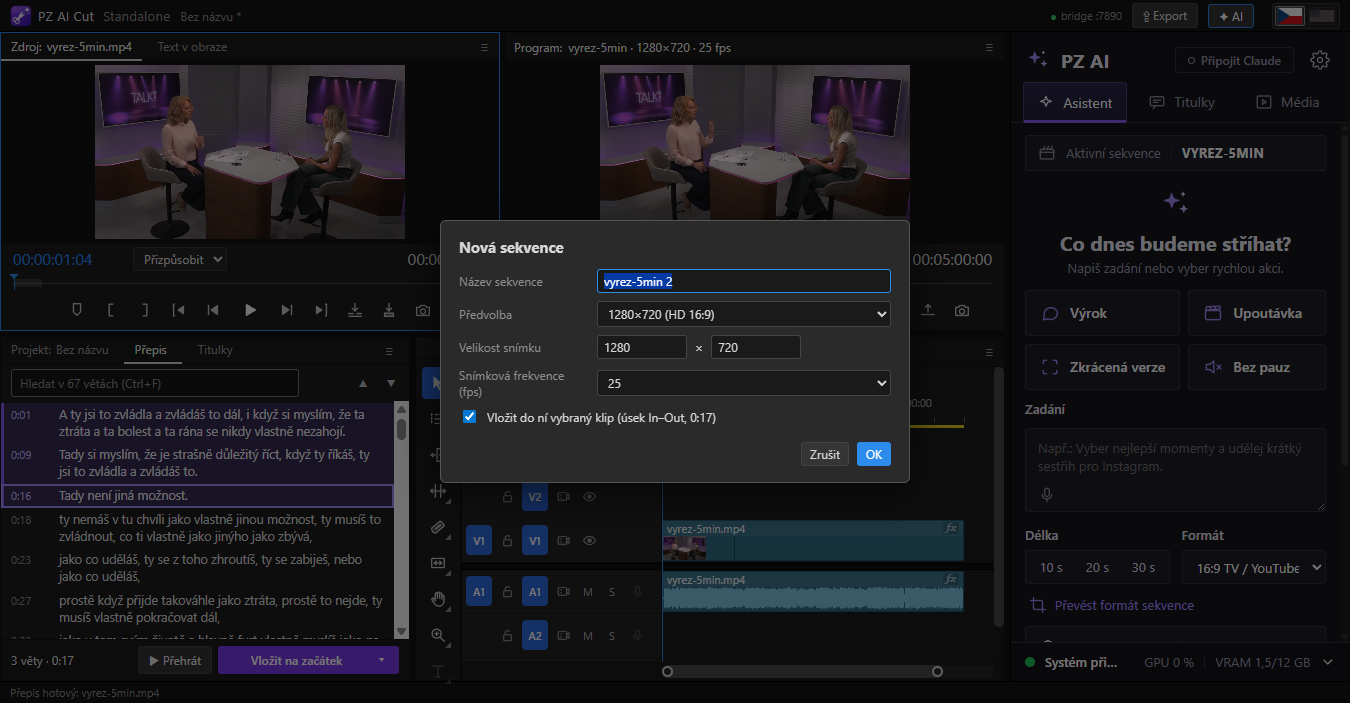 PZ AI Cut Standalone Bez názvu *
bridge :7890
Export
AI
Zdroj: vyrez-5min.mp4
Text v obraze
TALK!
00:00:01:04
Přizpůsobit
00:00
Program: vyrez-5min · 1280×720 · 25 fps
TALK!
00:05:00:00
Nová sekvence
Název sekvence
vyrez-5min 2
Předvolba
1280×720 (HD 16:9)
Velikost snímku
1280 × 720
Snímková frekvence
(fps)
25
Vložit do ní vybraný klip (úsek In–Out, 0:17)
Zrušit
OK
Projekt: Bez názvu
Přepis
Titulky
Hledat v 67 větách (Ctrl+F)
0:01 A ty jsi to zvládla a zvládáš to dál, i když si myslím, že ta
ztráta a ta bolest a ta rána se nikdy vlastně nezahojí.
0:09 Tady si myslím, že je strašně důležitý říct, když ty říkáš, ty
jsi to zvládla a zvládáš to.
0:16 Tady není jiná možnost.
0:18 ty nemáš v tu chvíli jako vlastně jinou možnost, ty musíš to
zvládnout, co ti vlastně jako jinýho jako zbývá,
0:23 jako co uděláš, ty se z toho zhroutíš, ty se zabiješ, nebo
jako co uděláš,
0:27 prostě když přijde takováhle jako ztráta, prostě to nejde, ty
musíš vlastně pokračovat dál,
3 věty · 0:17
Přehrát
Vložit na začátek
Přepis hotový: vyrez-5min.mp4
00:00
V2
V1 V1
vyrez-5min.mp4 fx
A1 A1 M S
vyrez-5min.mp4 fx
A2 M S
PZ AI
Připojit Claude
Asistent
Titulky
Média
Aktivní sekvence VYREZ-5MIN
Co dnes budeme stříhat?
Napiš zadání nebo vyber rychlou akci.
Výrok
Upoutávka
Zkrácená verze
Bez pauz
Zadání
Např.: Vyber nejlepší momenty a udělej krátký
sestřih pro Instagram.
Délka
Formát
10 s 20 s 30 s
16:9 TV / YouTube
Převést formát sekvence
Systém při...
GPU 0 %
VRAM 1,5/12 GB